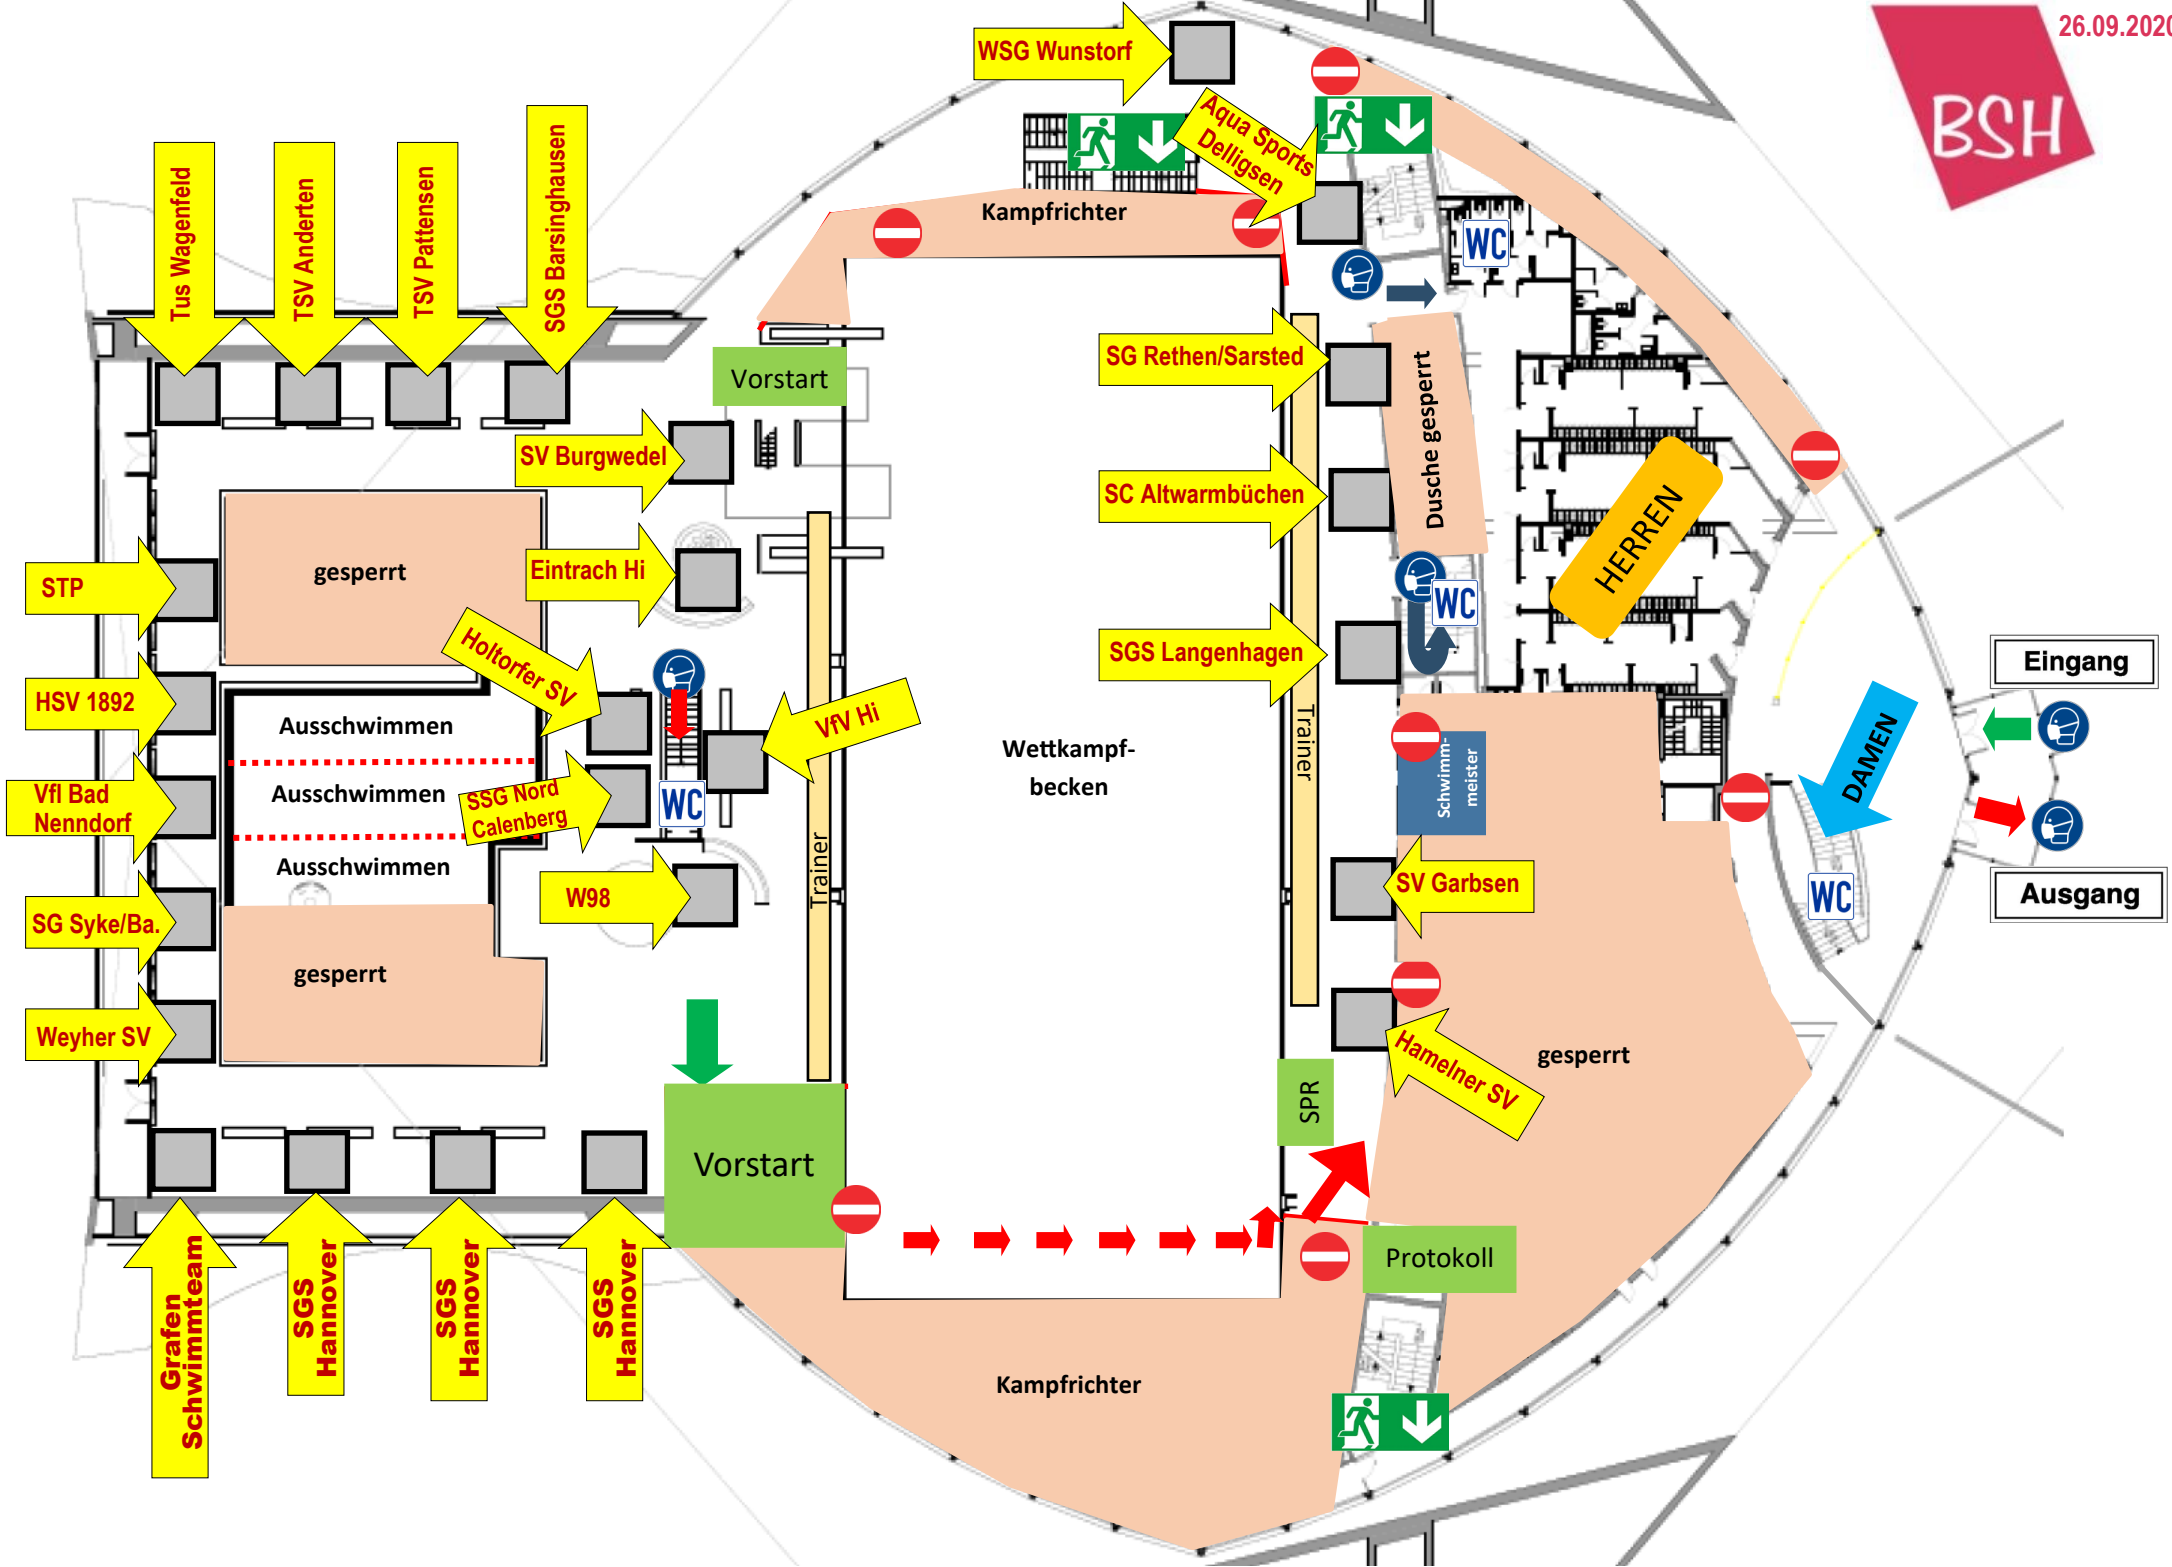 26.09.2020
BSH
WSG Wunstorf
Aqua Sports
Delligsen
Tus Wagenfeld
TSV Anderten
TSV Pattensen
SGS Barsinghausen
Kampfrichter
WC
Vorstart
SG Rethen/Sarsted
Dusche gesperrt
SV Burgwedel
SC Altwarmbüchen
HERREN
gesperrt
STP
Eintrach Hi
WC
Holtorfer SV
SGS Langenhagen
Eingang
HSV 1892
Ausschwimmen
VfV Hi
Wettkampf-
becken
Trainer
Schwimm-
meister
DAMEN
Vfl Bad
Nenndorf
Ausschwimmen
SSG Nord
Calenberg
WC
Trainer
Ausschwimmen
W98
SV Garbsen
WC
Ausgang
SG Syke/Ba.
gesperrt
Weyher SV
Hamelner SV
gesperrt
SPR
Vorstart
Protokoll
Grafen
Schwimmteam
SGS
Hannover
SGS
Hannover
SGS
Hannover
Kampfrichter